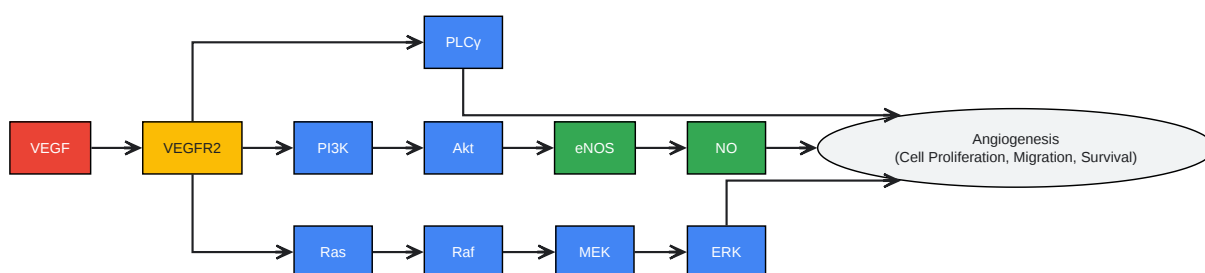 PLCγ
VEGF
VEGFR2
PI3K
Akt
eNOS
NO
Angiogenesis
(Cell Proliferation, Migration, Survival)
Ras
Raf
MEK
ERK